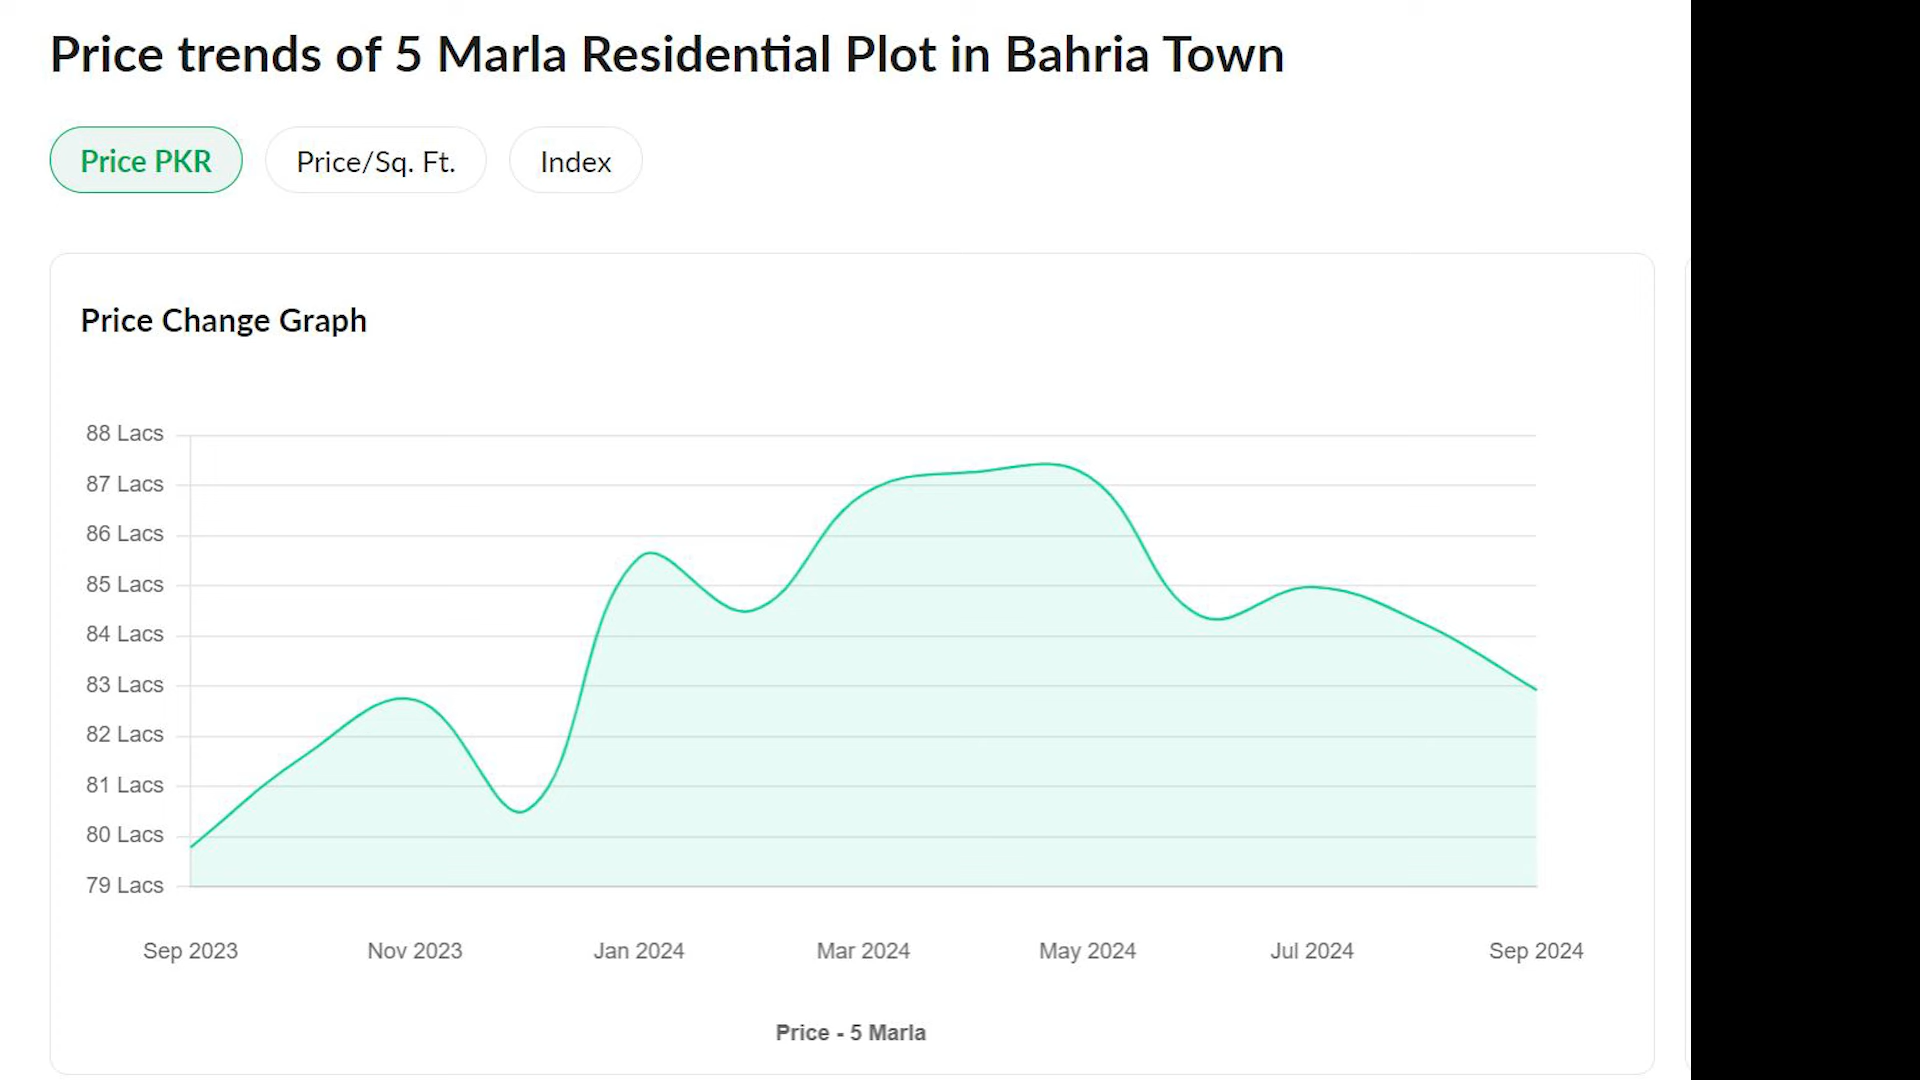 Price trends of 5 Marla Residential Plot in Bahria Town
Price PKR
Price/Sq. Ft.
Index
Price Change Graph
88 Lacs
87 Lacs
86 Lacs
85 Lacs
84 Lacs
83 Lacs
82 Lacs
81 Lacs
80 Lacs
79 Lacs
Sep 2023
Nov 2023
Jan 2024
Mar 2024
May 2024
Jul 2024
Sep 2024
Price - 5 Marla